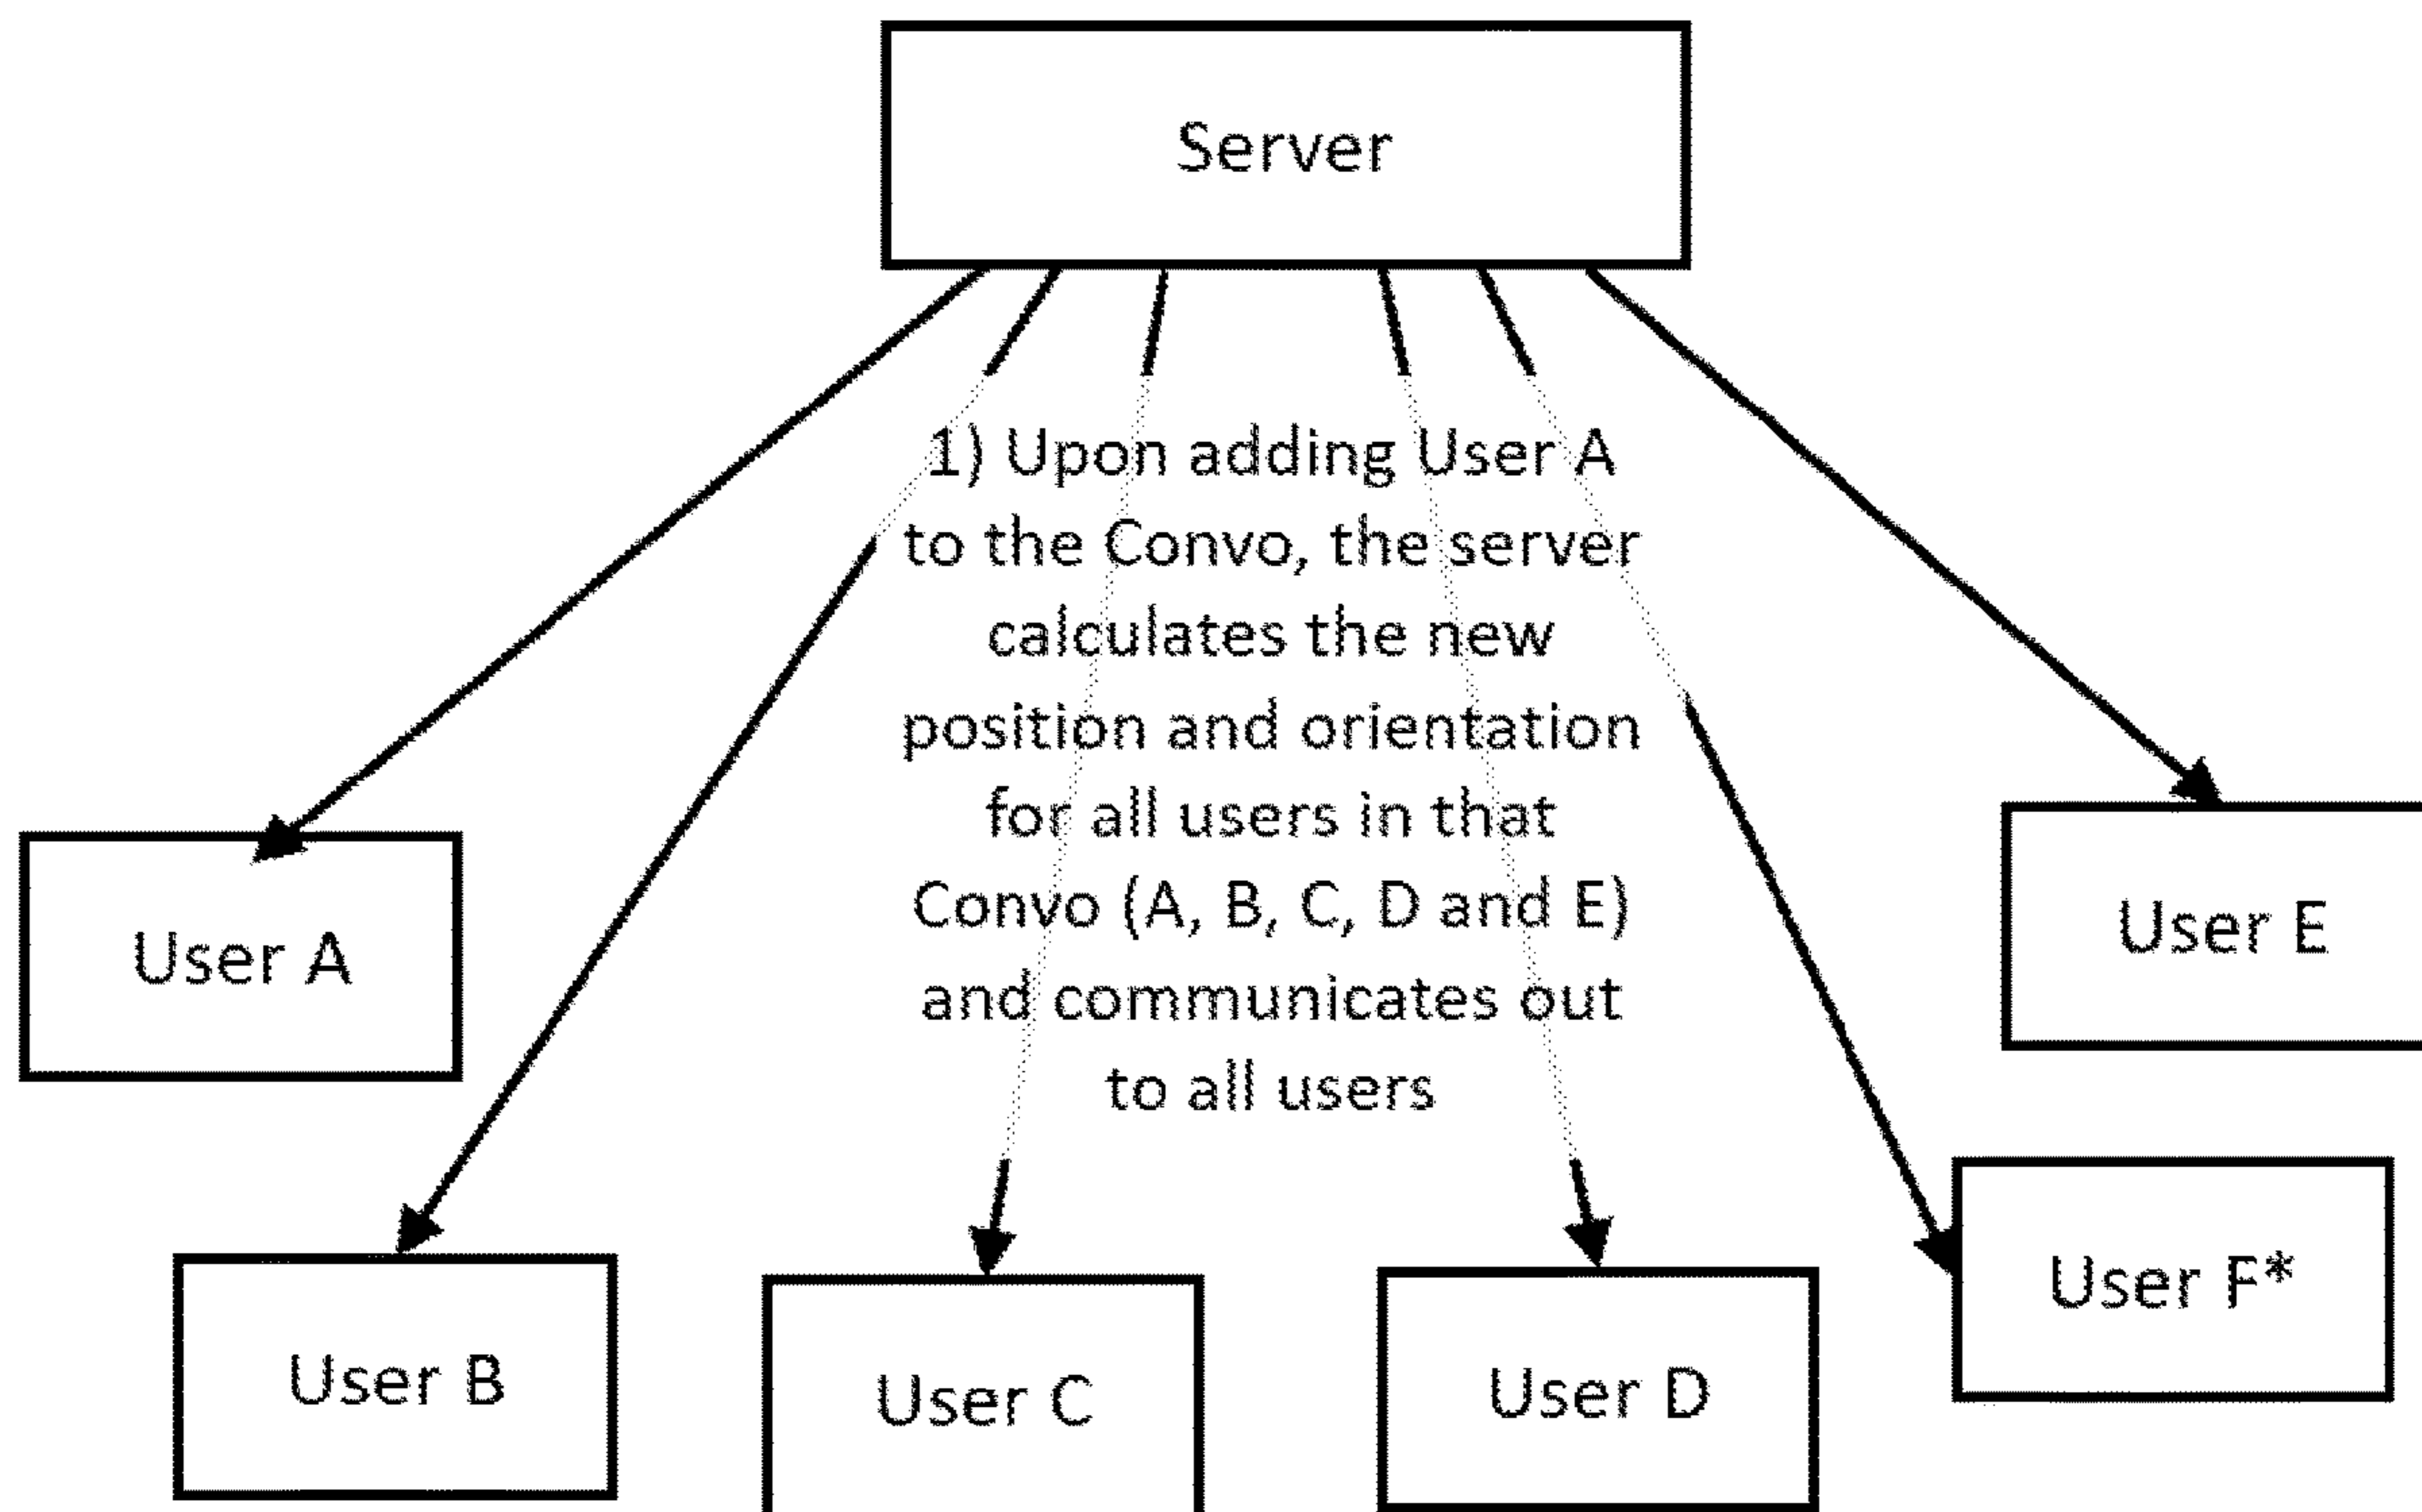 Server
1) Upon adding User A
to the Convo, the server
calculates the new
position and orientation
for all users in that
Convo (A, B, C, D and E)
and communicates out
to all users
User A
User E
User B
User C
User D
User F*